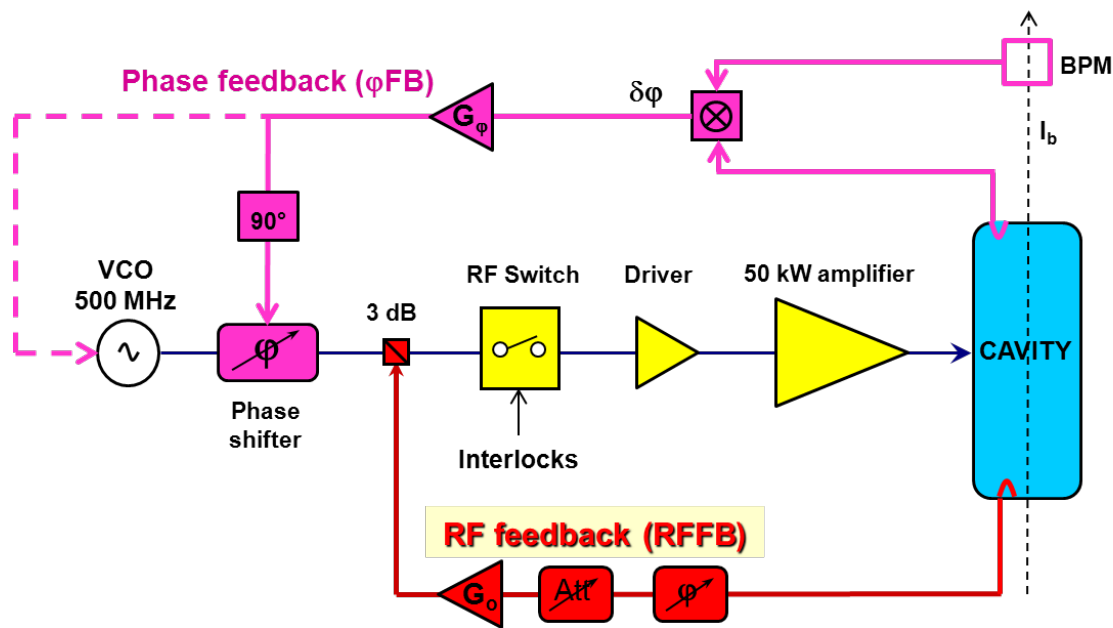 BPM
Phase feedback (φFB)
δφ
Gφ
Ib
90°
VCO
500 MHz
RF Switch
Driver
50 kW amplifier
3 dB
φ
CAVITY
Phase
shifter
Interlocks
RF feedback (RFFB)
Go
Att
φ